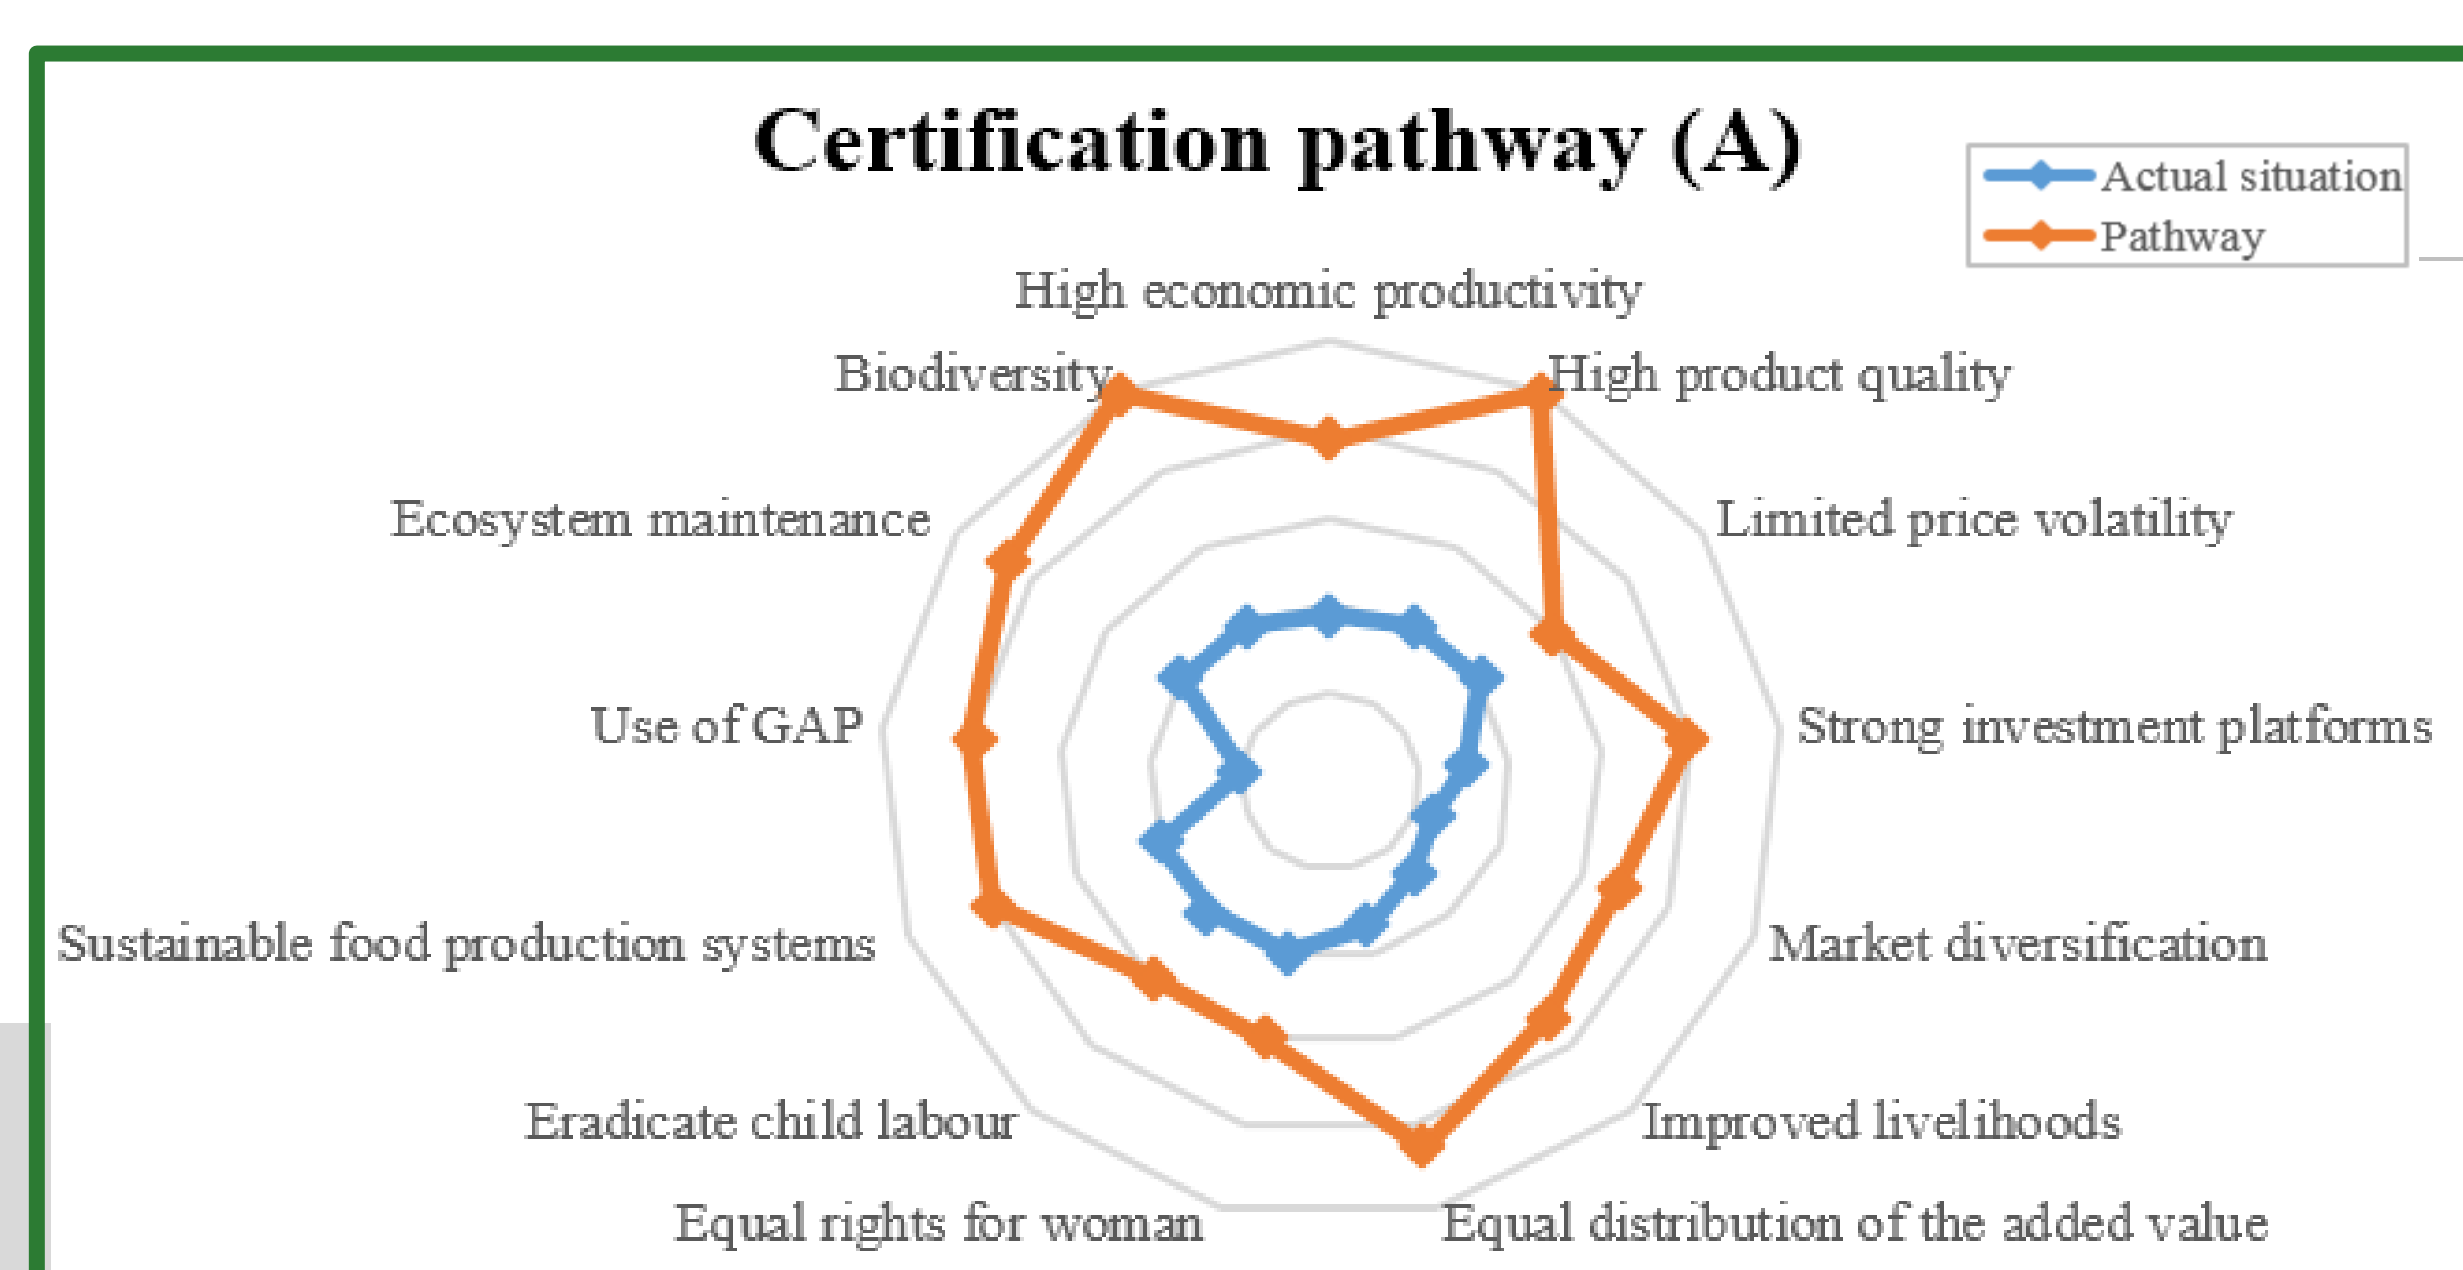 Certification pathway (A)
Actual situation
Pathway
High economic productivity
Biodiversity
High product quality
Ecosystem maintenance
Limited price volatility
Use of GAP
Strong investment platforms
Sustainable food production systems
Market diversification
Eradicate child labour
Improved livelihoods
Equal rights for woman
Equal distribution of the added value